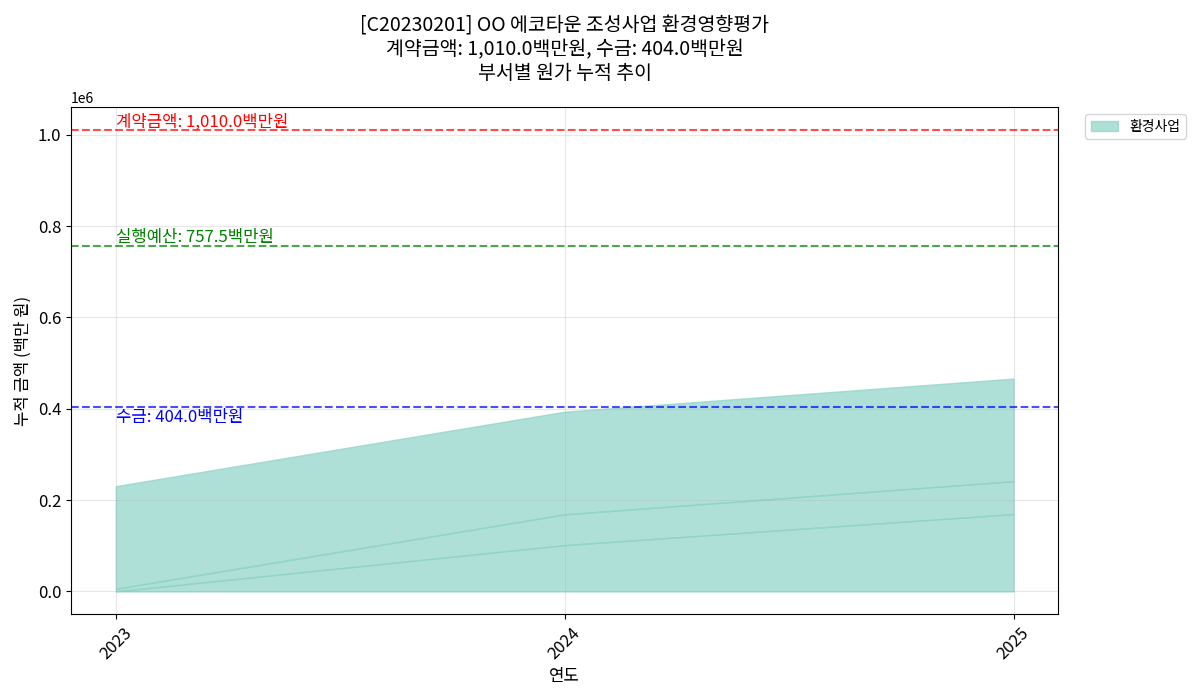 [C20230201] OO 에코타운 조성사업 환경영향평가
계약금액: 1,010.0백만원, 수금: 404.0백만원
부서별 원가 누적 추이
1e6
계약금액: 1,010.0백만원
실행예산: 757.5백만원
수금: 404.0백만원
환경사업
1.0
0.8
0.6
0.4
0.2
0.0
누적 금액 (백만 원)
2023
2024
2025
연도